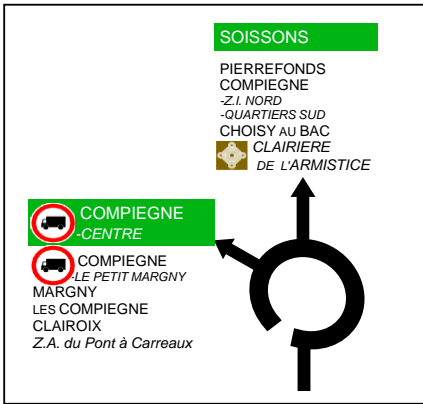 SOISSONS
PIERREFONDS
COMPIEGNE
-Z.I. NORD
-QUARTIERS SUD
CHOISY AU BAC
CLAIRIERE
DE L'ARMISTICE
COMPIEGNE
-CENTRE
COMPIEGNE
-LE PETIT MARGNY
MARGNY
LES COMPIEGNE
CLAIROIX
Z.A. du Pont à Carreaux